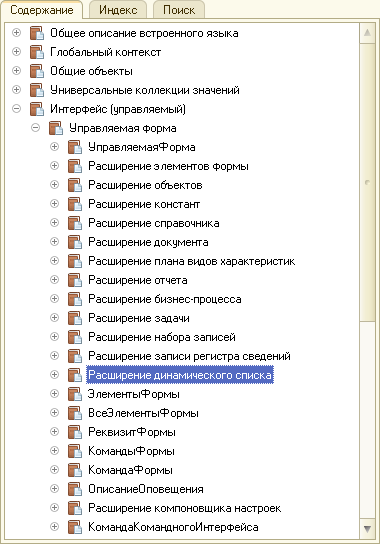 Содержание Индекс Поиск
Общее описание встроенного языка
Глобальный контекст
Общие объекты
Универсальные коллекции значений
Интерфейс (управляемый)
Управляемая форма
УправляемаяФорма
Расширение элементов формы
Расширение объектов
Расширение констант
Расширение справочника
Расширение документа
Расширение плана видов характеристик
Расширение отчета
Расширение бизнес-процесса
Расширение задачи
Расширение набора записей
Расширение записи регистра сведений
Расширение динамического списка
ЭлементыФормы
ВсеЭлементыФормы
РеквизитФормы
КомандыФормы
КомандаФормы
ОписаниеОповещения
Расширение компоновщика настроек
КомандаКомандногоИнтерфейса